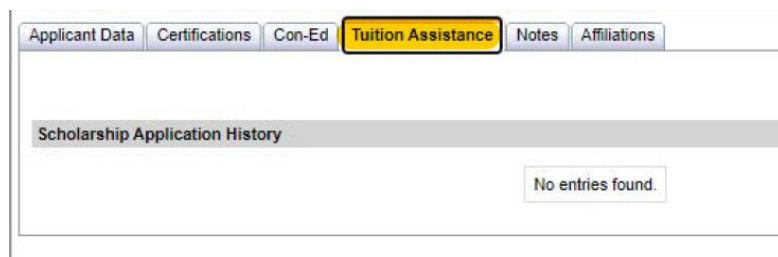 Applicant Data Certifications Con-Ed Tuition Assistance Notes Affiliations
Scholarship Application History
No entries found.